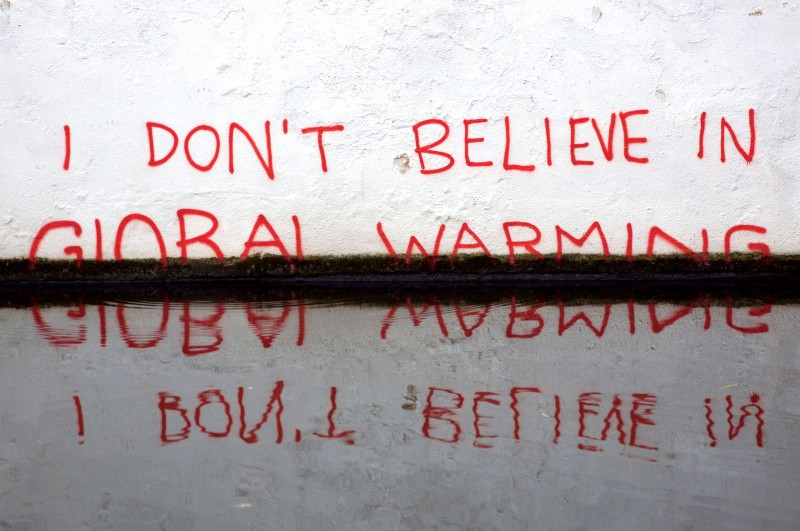 I DON'T BELIEVE IN
GLOBAL WARMING